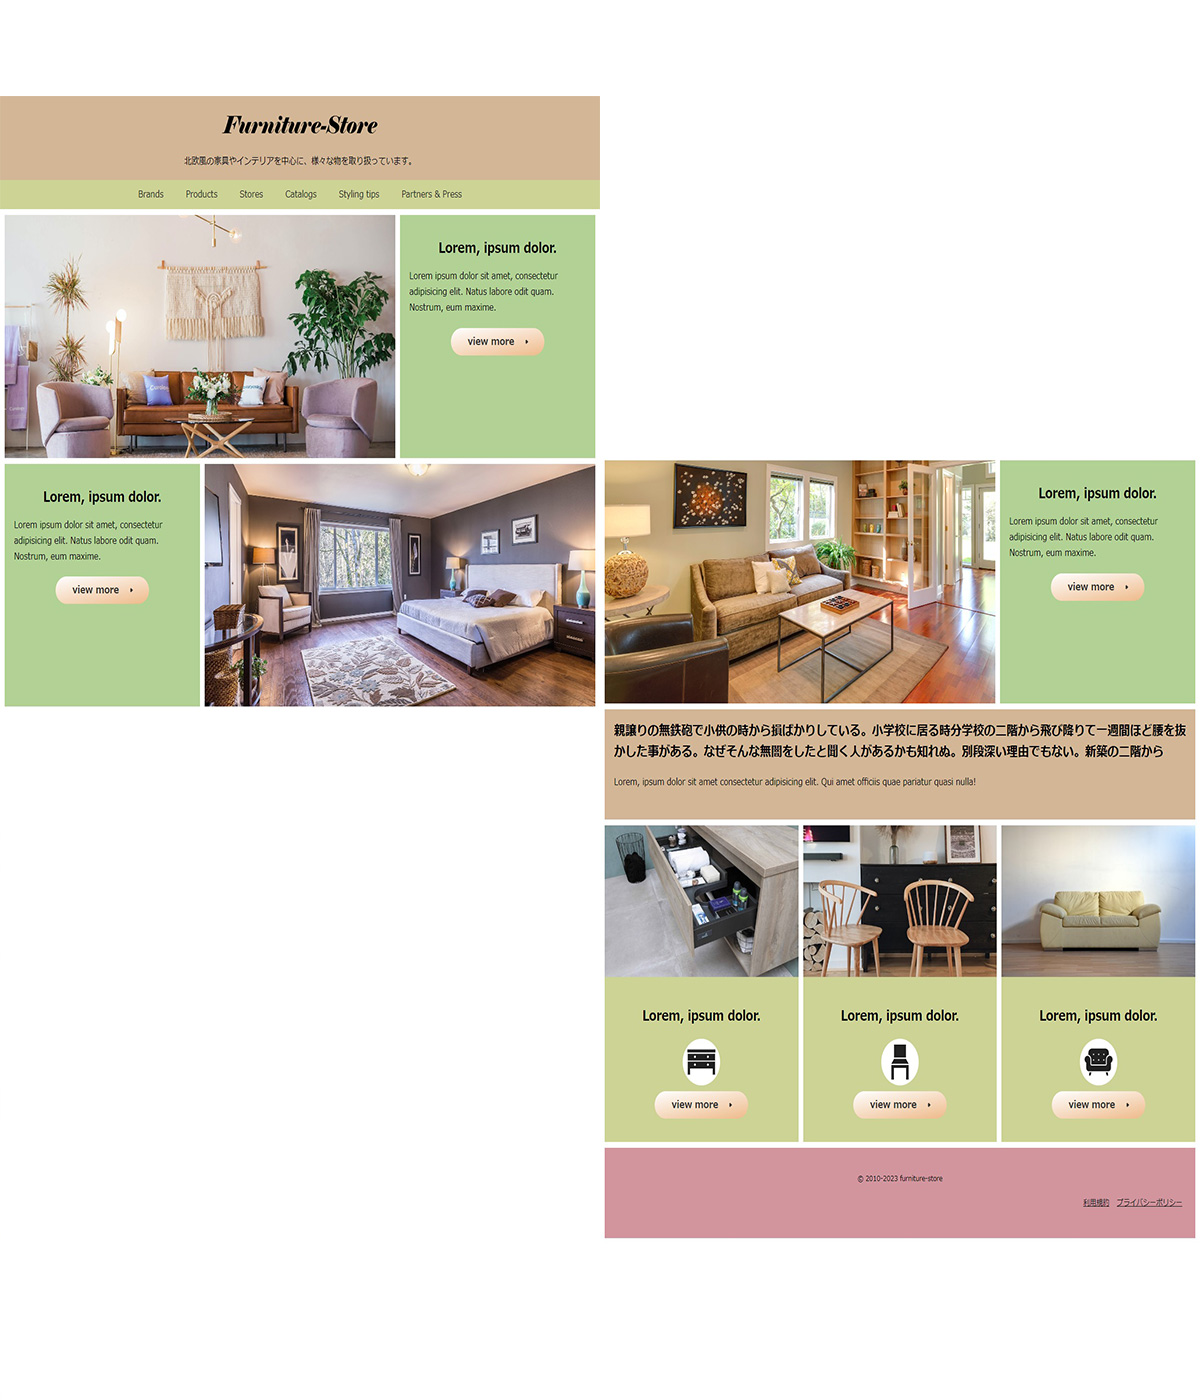 Furniture-Store
北欧風の家具やインテリアを中心に、様々な物を取り扱っています。
Brands Products Stores Catalogs Styling tips Partners & Press
Lorem, ipsum dolor.
Lorem ipsum dolor sit amet, consectetur
adipisicing elit. Natus labore odit quam.
Nostrum, eum maxime.
view more
Lorem, ipsum dolor.
Lorem ipsum dolor sit amet, consectetur
adipisicing elit. Natus labore odit quam.
Nostrum, eum maxime.
view more
Lorem, ipsum dolor.
Lorem ipsum dolor sit amet, consectetur
adipisicing elit. Natus labore odit quam.
Nostrum, eum maxime.
view more
親譲りの無鉄砲で小供の時から損ばかりしている。小学校に居る時分学校の二階から飛び降りて一週間ほど腰を抜
かした事がある。なぜそんな無闇をしたと聞く人があるかも知れぬ。別段深い理由でもない。新築の二階から
Lorem, ipsum dolor sit amet consectetur adipisicing elit. Qui amet officiis quae pariatur quasi nulla!
Lorem, ipsum dolor.
view more
Lorem, ipsum dolor.
view more
Lorem, ipsum dolor.
view more
© 2010-2023 furniture-store
利用規約 プライバシーポリシー